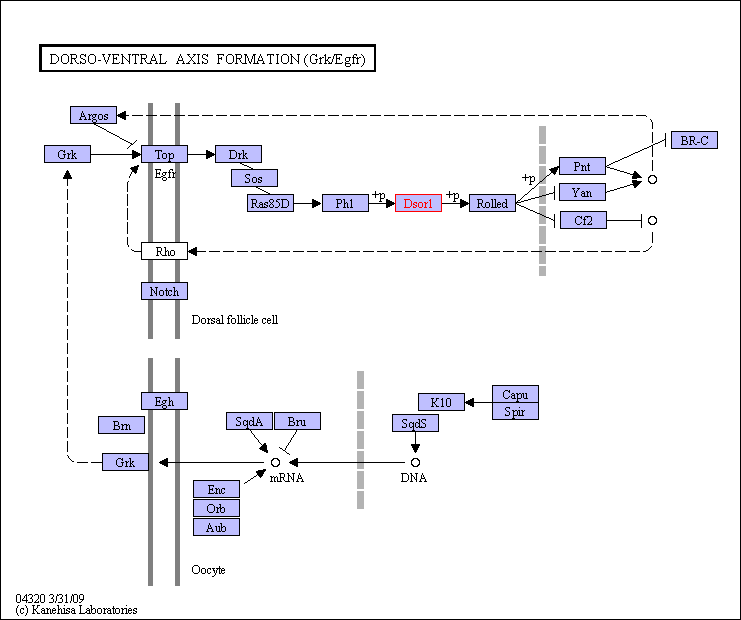 DORSO-VENTRAL AXIS FORMATION (Grk/Egfr)
Argos
BR-C
Grk
Top
Drk
Egfr
Pnt
Sos
+p
Yan
Ras85D
Ph1
+p
Dsor1
+p
Rolled
Cf2
Rho
Notch
Dorsal follicle cell
Egh
Capu
K10
Spir
Brn
SqdA
Bru
SqdS
Grk
mRNA
DNA
Enc
Orb
Aub
Oocyte
04320 3/31/09
(c) Kanehisa Laboratories